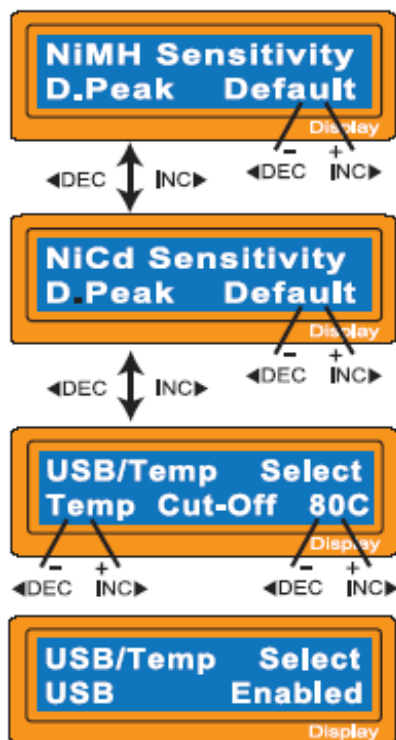 NiMH Sensitivity
D.Peak Default
Display
- +
◀DEC INC▶ ◀DEC INC▶
NiCd Sensitivity
D.Peak Default
Display
- +
◀DEC INC▶ ◀DEC INC▶
USB/Temp Select
Temp Cut-Off 80C
Display
- + - +
◀DEC INC▶ ◀DEC INC▶
USB/Temp Select
USB Enabled
Display